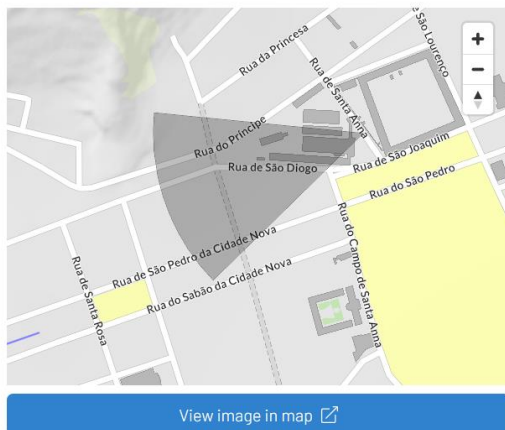 Rua da Princesa
Rua de São Lourenço
Rua de Santa Anna
+
−
Rua do Príncipe
Rua de São Joaquim
Rua de São Diogo
Rua do São Pedro
Rua de São Pedro da Cidade Nova
Rua do Campo de Santa Anna
Rua de Santa Rosa
Rua do Sabão da Cidade Nova
View image in map